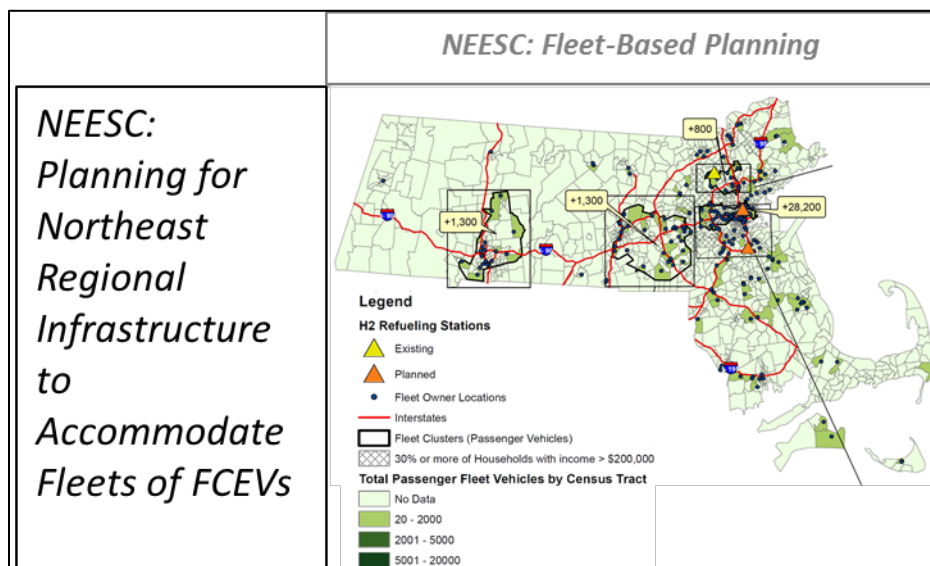 NEESC: Fleet-Based Planning
NEESC:
Planning for
Northeast
Regional
Infrastructure
to
Accommodate
Fleets of FCEVs
+800
+1,300
+1,300
+28,200
Legend
H2 Refueling Stations
Existing
Planned
Fleet Owner Locations
Interstates
Fleet Clusters (Passenger Vehicles)
30% or more of Households with income > $200,000
Total Passenger Fleet Vehicles by Census Tract
No Data
20 - 2000
2001 - 5000
5001 - 20000